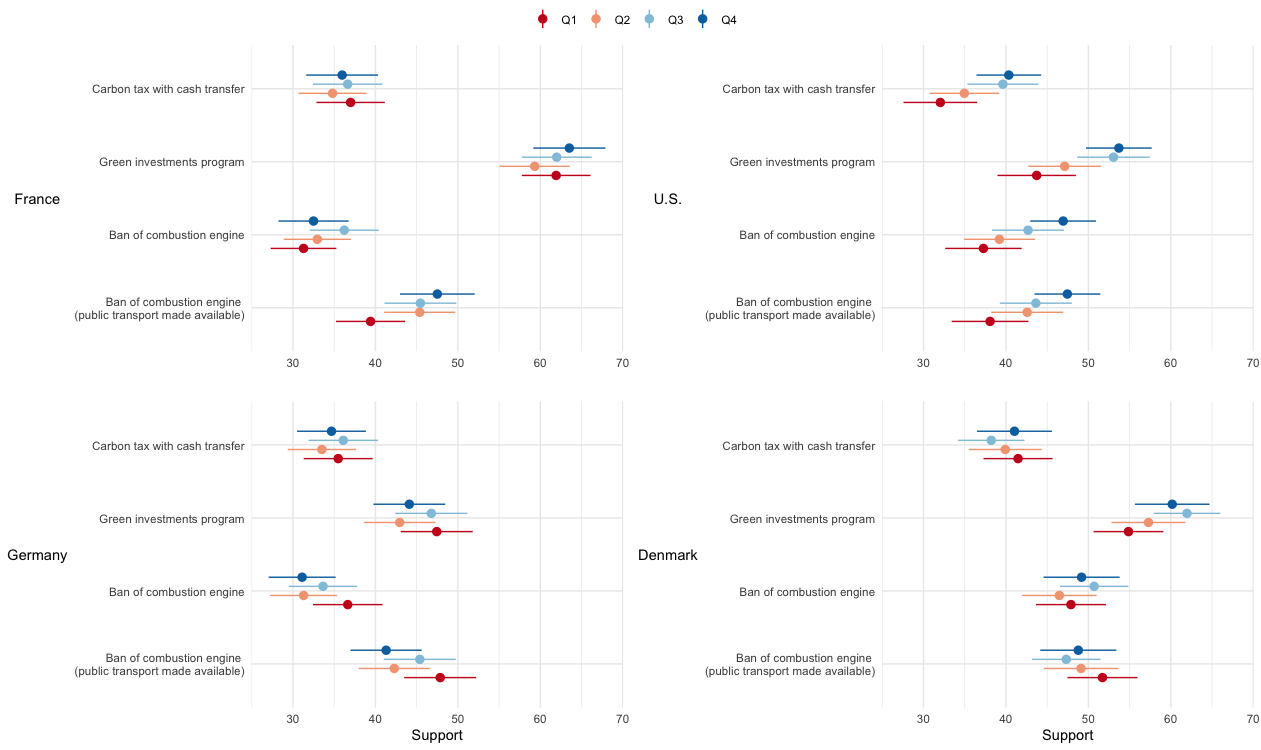 Q1 Q2 Q3 Q4
France
Carbon tax with cash transfer
Green investments program
Ban of combustion engine
Ban of combustion engine
(public transport made available)
30 40 50 60 70
U.S.
Carbon tax with cash transfer
Green investments program
Ban of combustion engine
Ban of combustion engine
(public transport made available)
30 40 50 60 70
Germany
Carbon tax with cash transfer
Green investments program
Ban of combustion engine
Ban of combustion engine
(public transport made available)
30 40 50 60 70
Support
Denmark
Carbon tax with cash transfer
Green investments program
Ban of combustion engine
Ban of combustion engine
(public transport made available)
30 40 50 60 70
Support